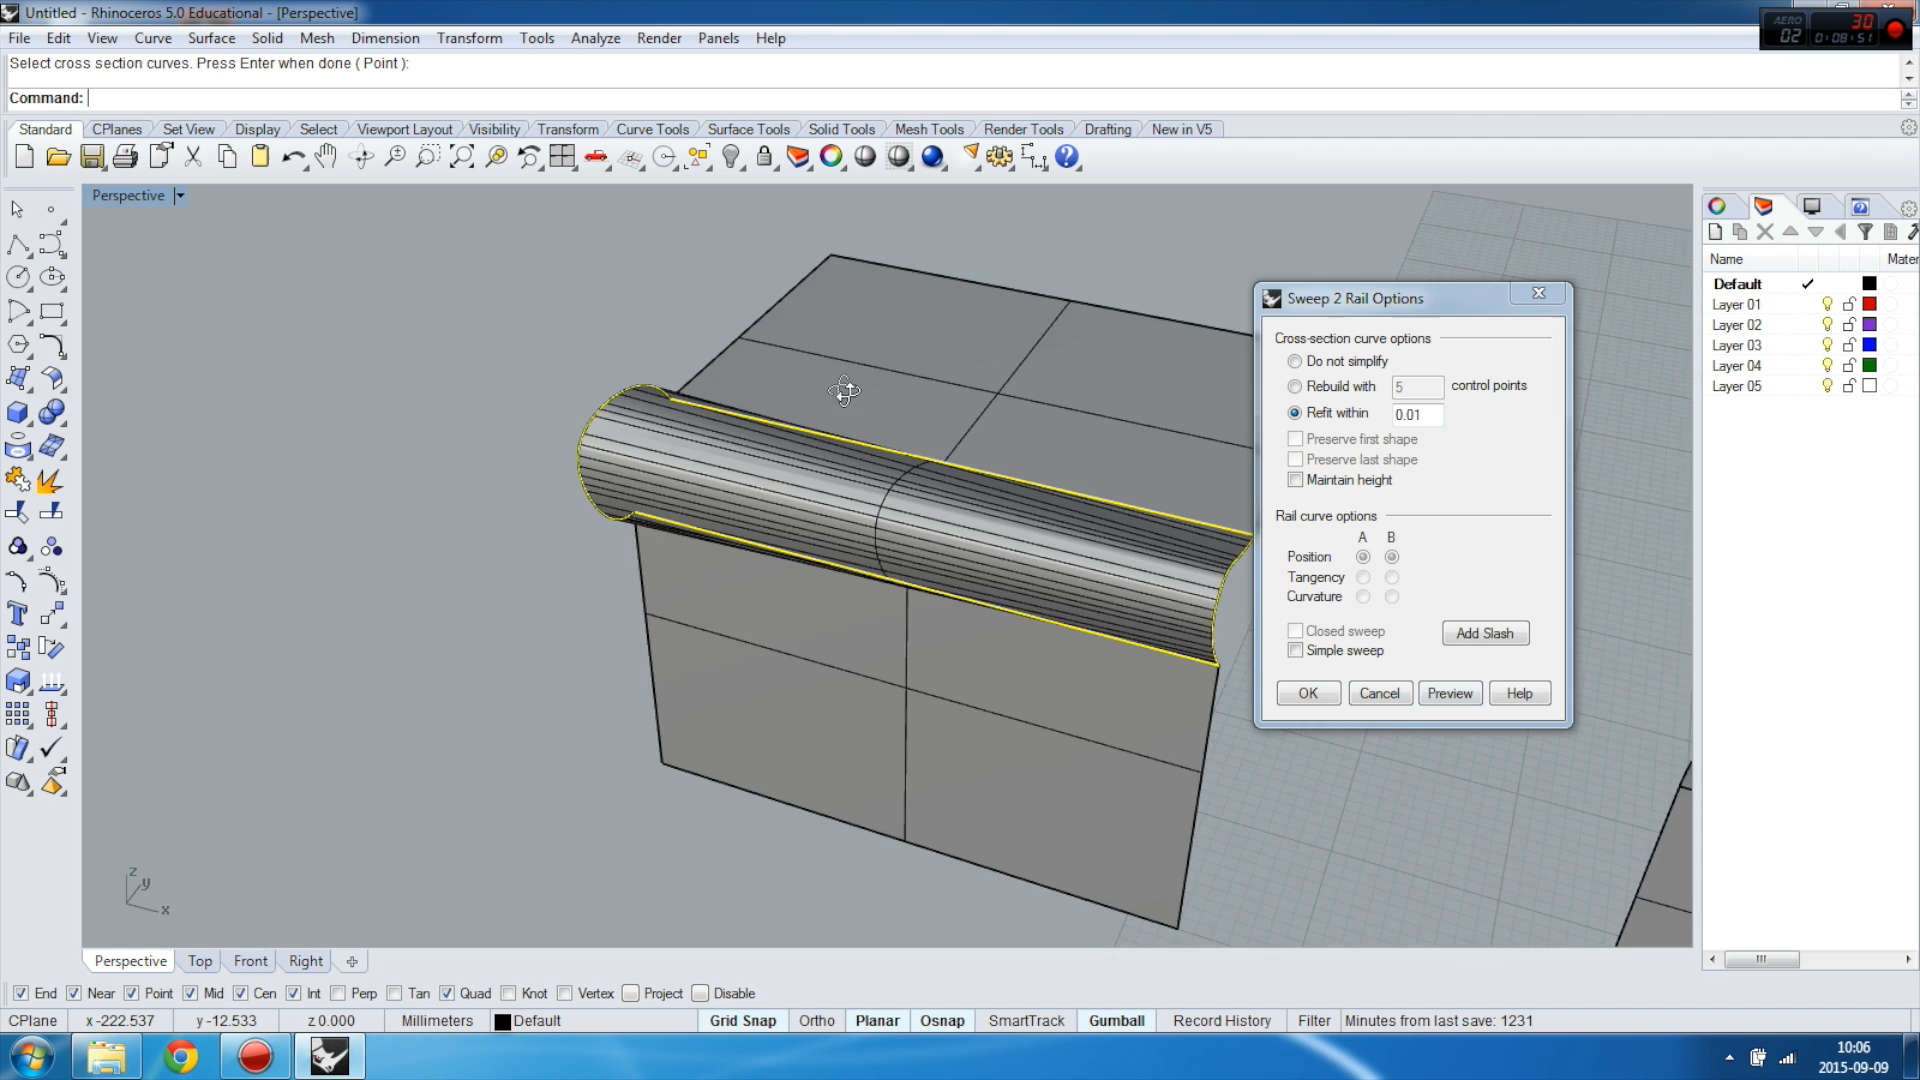 Untitled - Rhinoceros 5.0 Educational - [Perspective]
AERO 02 30 0:08:51
File Edit View Curve Surface Solid Mesh Dimension Transform Tools Analyze Render Panels Help
Select cross section curves. Press Enter when done ( Point ):
Command:
Standard CPlanes Set View Display Select Viewport Layout Visibility Transform Curve Tools Surface Tools Solid Tools Mesh Tools Render Tools Drafting New in V5
Perspective
Name Mater
Default
Layer 01
Layer 02
Layer 03
Layer 04
Layer 05
Sweep 2 Rail Options
Cross-section curve options
Do not simplify
Rebuild with 5 control points
Refit within 0.01
Preserve first shape
Preserve last shape
Maintain height
Rail curve options
A B
Position
Tangency
Curvature
Closed sweep
Add Slash
Simple sweep
OK Cancel Preview Help
z
y
x
Perspective Top Front Right
End Near Point Mid Cen Int Perp Tan Quad Knot Vertex Project Disable
CPlane x -222.537 y -12.533 z 0.000 Millimeters Default Grid Snap Ortho Planar Osnap SmartTrack Gumball Record History Filter Minutes from last save: 1231
10:06
2015-09-09